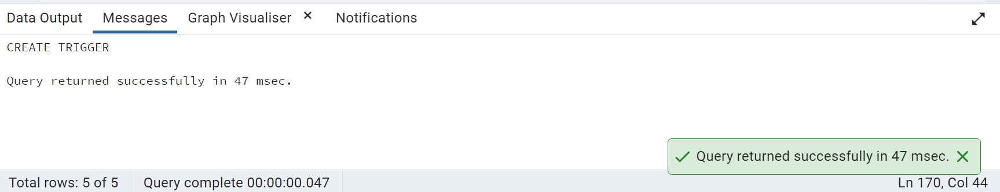 Data Output Messages Graph Visualiser × Notifications
CREATE TRIGGER
Query returned successfully in 47 msec.
Query returned successfully in 47 msec.
Total rows: 5 of 5 Query complete 00:00:00.047 Ln 170, Col 44